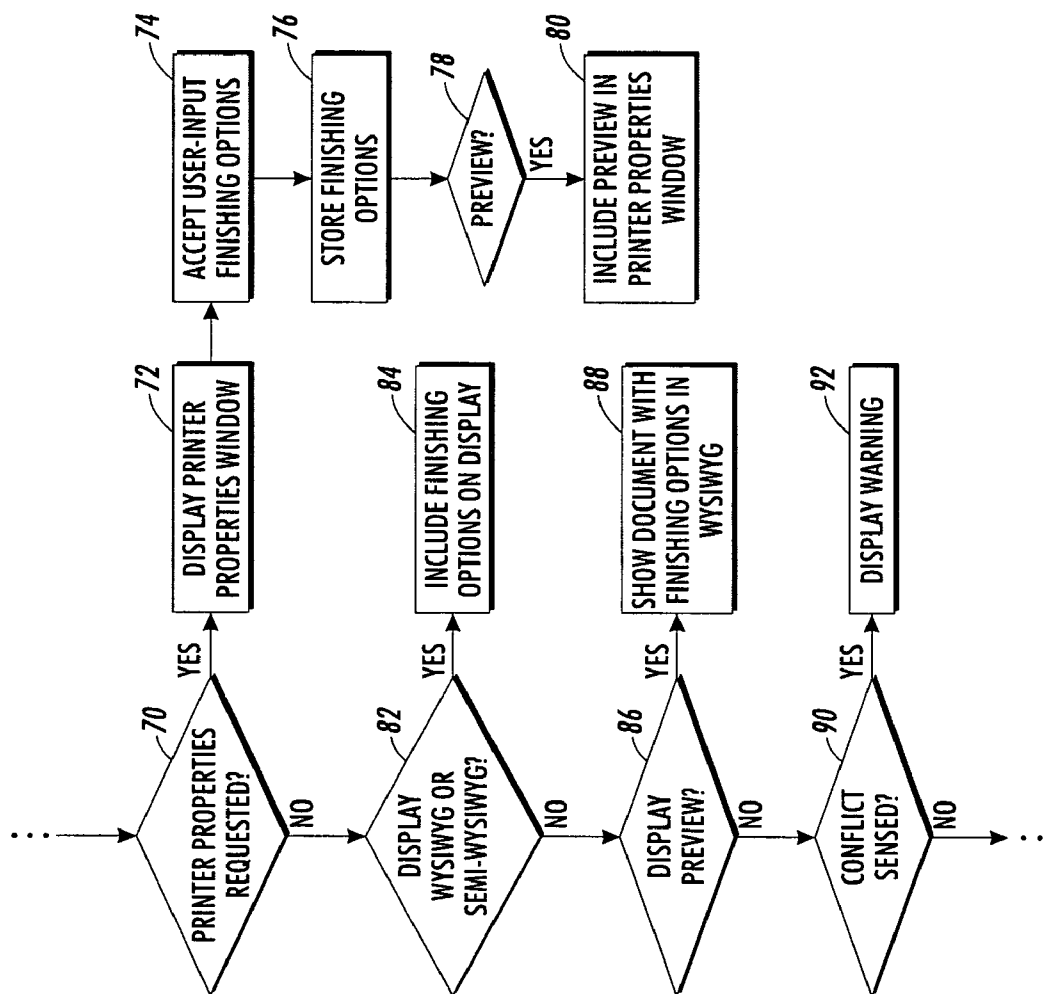 70
PRINTER PROPERTIES
REQUESTED?
YES
NO
72
DISPLAY PRINTER
PROPERTIES WINDOW
74
ACCEPT USER-INPUT
FINISHING OPTIONS
76
STORE FINISHING
OPTIONS
78
PREVIEW?
YES
80
INCLUDE PREVIEW IN
PRINTER PROPERTIES
WINDOW
82
DISPLAY
WYSIWYG OR
SEMI-WYSIWYG?
YES
NO
84
INCLUDE FINISHING
OPTIONS ON DISPLAY
86
DISPLAY
PREVIEW?
YES
NO
88
SHOW DOCUMENT WITH
FINISHING OPTIONS IN
WYSIWYG
90
CONFLICT
SENSED?
YES
NO
92
DISPLAY WARNING